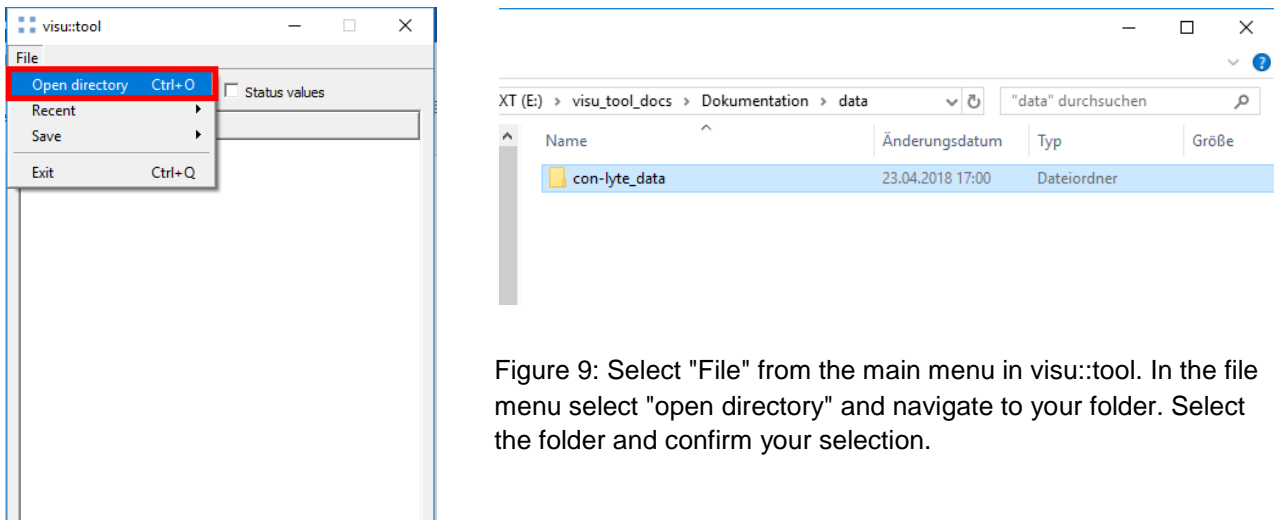 visu::tool
File
Open directory Ctrl+O
Status values
Recent
Save
Exit Ctrl+Q
XT (E:) > visu_tool_docs > Dokumentation > data
"data" durchsuchen
Name Änderungsdatum Typ Größe
con-lyte_data 23.04.2018 17:00 Dateiordner
Figure 9: Select "File" from the main menu in visu::tool. In the file
menu select "open directory" and navigate to your folder. Select
the folder and confirm your selection.